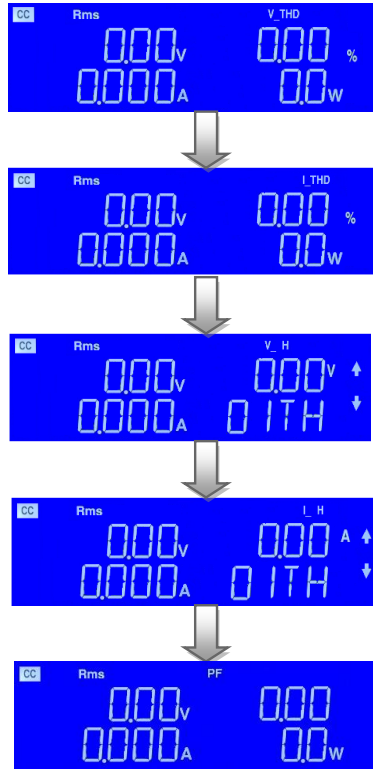 CC Rms V_THD
0.00V 0.00 %
0.000A 0.0W
CC Rms I_THD
0.00V 0.00 %
0.000A 0.0W
CC Rms V_ H
0.00V 0.00V
0.000A 01TH
CC Rms I_ H
0.00V 0.00 A
0.000A 01TH
CC Rms PF
0.00V 0.00
0.000A 0.0W